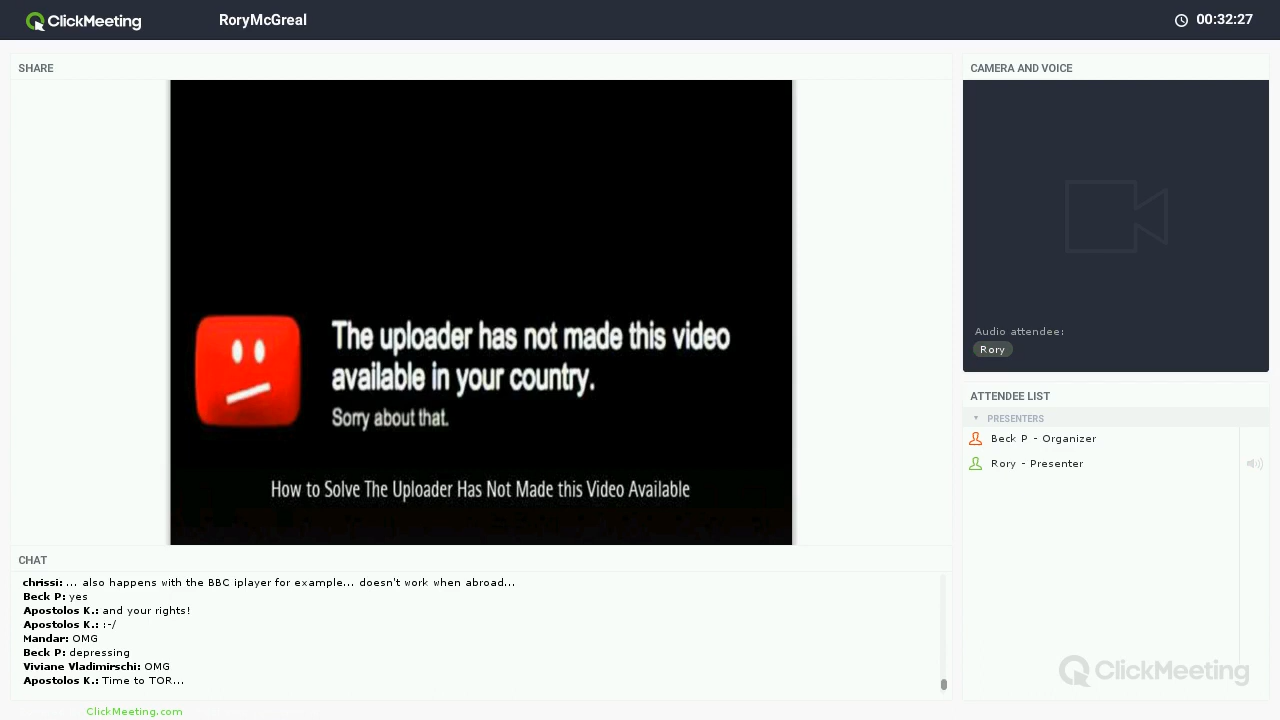 ClickMeeting
RoryMcGreal
00:32:27
SHARE
The uploader has not made this video
available in your country.
Sorry about that.
How to Solve The Uploader Has Not Made this Video Available
CHAT
chrissi: ... also happens with the BBC iplayer for example... doesn't work when abroad...
Beck P: yes
Apostolos K.: and your rights!
Apostolos K.: :-/
Mandar: OMG
Beck P: depressing
Viviane Vladimirschi: OMG
Apostolos K.: Time to TOR...
ClickMeeting.com
CAMERA AND VOICE
Audio attendee:
Rory
ATTENDEE LIST
PRESENTERS
Beck P - Organizer
Rory - Presenter
ClickMeeting